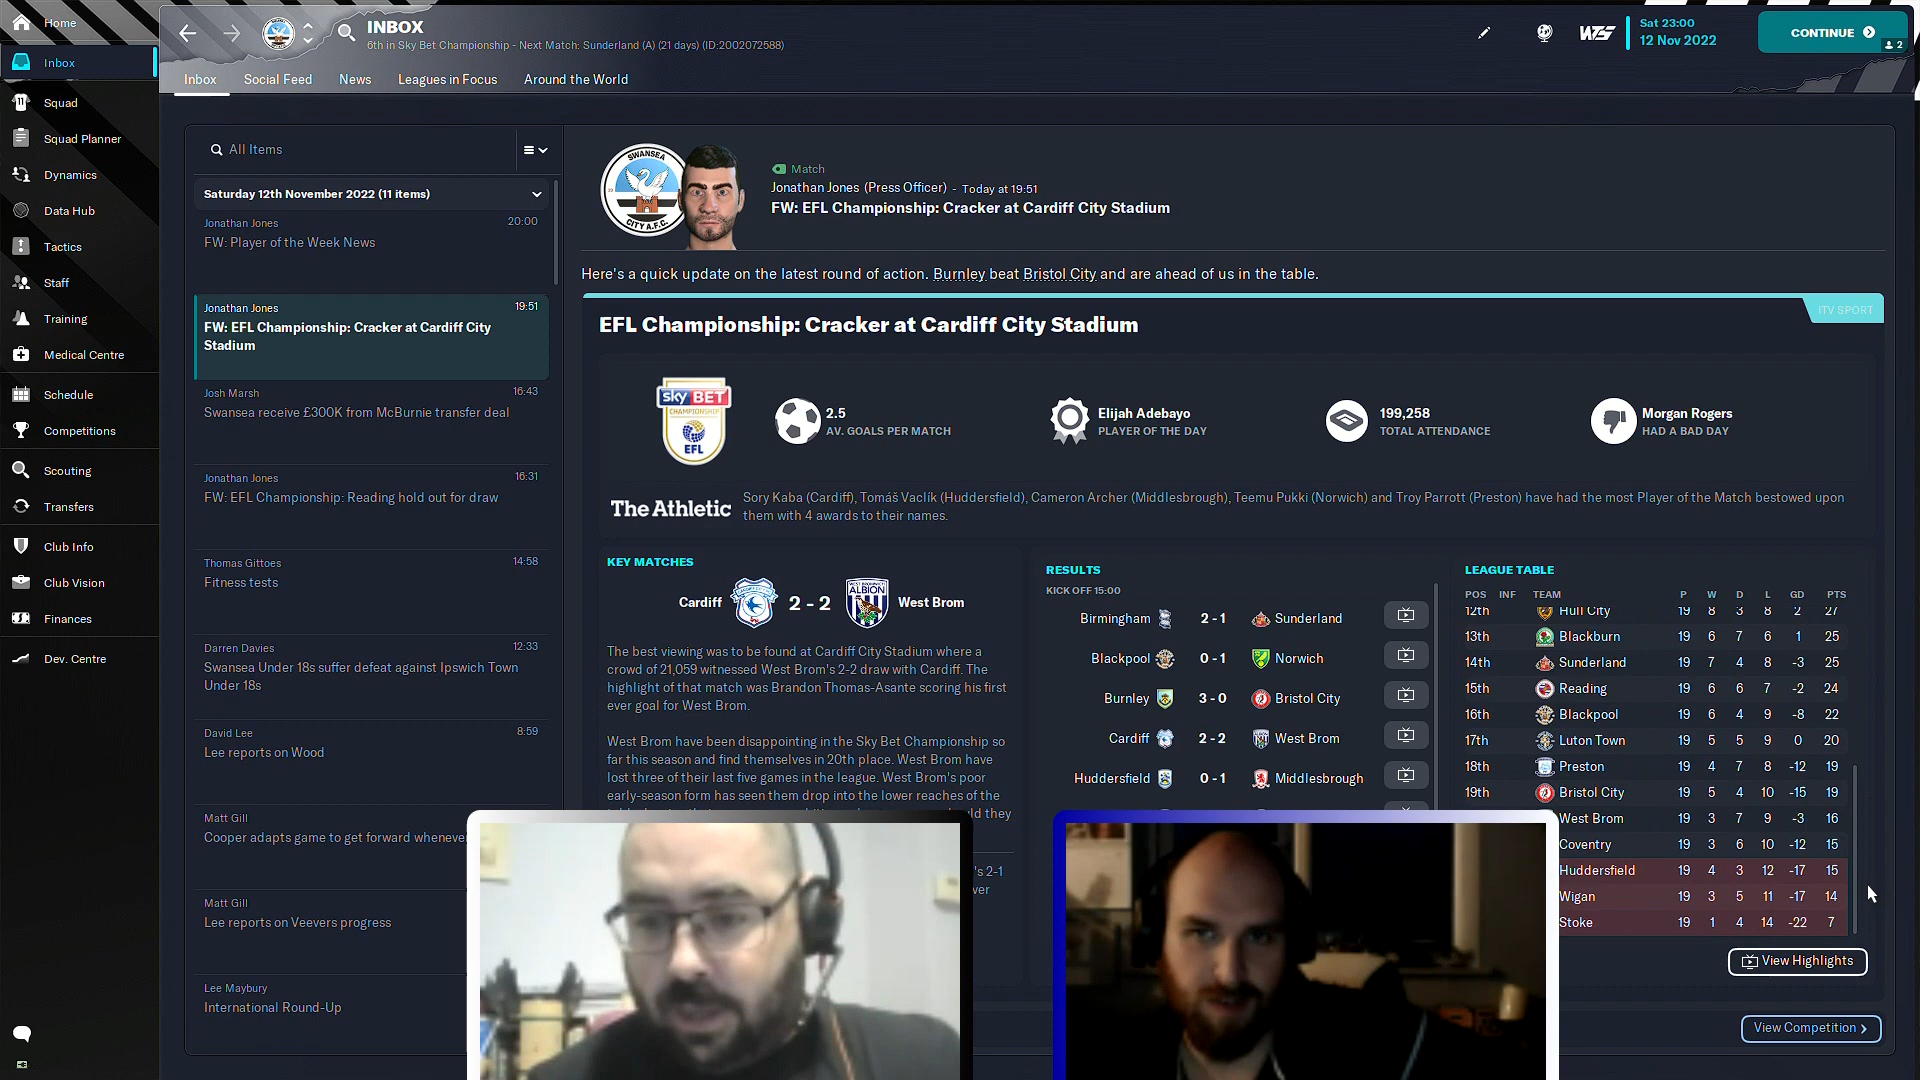 Home
Inbox
Squad
Squad Planner
Dynamics
Data Hub
Tactics
Staff
Training
Medical Centre
Schedule
Competitions
Scouting
Transfers
Club Info
Club Vision
Finances
Dev. Centre
INBOX
6th in Sky Bet Championship - Next Match: Sunderland (A) (21 days) (ID:2002072588)
Sat 23:00
12 Nov 2022
CONTINUE
2
Inbox Social Feed News Leagues in Focus Around the World
All Items
Saturday 12th November 2022 (11 items)
Jonathan Jones 20:00
FW: Player of the Week News
Jonathan Jones 19:51
FW: EFL Championship: Cracker at Cardiff City
Stadium
Josh Marsh 16:43
Swansea receive £300K from McBurnie transfer deal
Jonathan Jones 16:31
FW: EFL Championship: Reading hold out for draw
Thomas Gittoes 14:58
Fitness tests
Darren Davies 12:33
Swansea Under 18s suffer defeat against Ipswich Town
Under 18s
David Lee 8:59
Lee reports on Wood
Matt Gill
Cooper adapts game to get forward whenever
Matt Gill
Lee reports on Veevers progress
Lee Maybury
International Round-Up
SWANSEA
CITY A.F.C.
Match
Jonathan Jones (Press Officer) - Today at 19:51
FW: EFL Championship: Cracker at Cardiff City Stadium
Here's a quick update on the latest round of action. Burnley beat Bristol City and are ahead of us in the table.
ITV SPORT
EFL Championship: Cracker at Cardiff City Stadium
sky BET
CHAMPIONSHIP
EFL
2.5
AV. GOALS PER MATCH
Elijah Adebayo
PLAYER OF THE DAY
199,258
TOTAL ATTENDANCE
Morgan Rogers
HAD A BAD DAY
The Athletic
Sory Kaba (Cardiff), Tomáš Vaclík (Huddersfield), Cameron Archer (Middlesbrough), Teemu Pukki (Norwich) and Troy Parrott (Preston) have had the most Player of the Match bestowed upon
them with 4 awards to their names.
KEY MATCHES
Cardiff 2 - 2 West Brom
ALBION
The best viewing was to be found at Cardiff City Stadium where a
crowd of 21,059 witnessed West Brom's 2-2 draw with Cardiff. The
highlight of that match was Brandon Thomas-Asante scoring his first
ever goal for West Brom.
West Brom have been disappointing in the Sky Bet Championship so
far this season and find themselves in 20th place. West Brom have
lost three of their last five games in the league. West Brom's poor
early-season form has seen them drop into the lower reaches of the
's 2-1
ver
RESULTS
KICK OFF 15:00
Birmingham 2 - 1 Sunderland
Blackpool 0 - 1 Norwich
Burnley 3 - 0 Bristol City
Cardiff 2 - 2 West Brom
Huddersfield 0 - 1 Middlesbrough
LEAGUE TABLE
POS INF TEAM P W D L GD PTS
12th Hull City 19 8 3 8 2 27
13th Blackburn 19 6 7 6 1 25
14th Sunderland 19 7 4 8 -3 25
15th Reading 19 6 6 7 -2 24
16th Blackpool 19 6 4 9 -8 22
17th Luton Town 19 5 5 9 0 20
18th Preston 19 4 7 8 -12 19
19th Bristol City 19 5 4 10 -15 19
West Brom 19 3 7 9 -3 16
Coventry 19 3 6 10 -12 15
Huddersfield 19 4 3 12 -17 15
Wigan 19 3 5 11 -17 14
Stoke 19 1 4 14 -22 7
View Highlights
View Competition